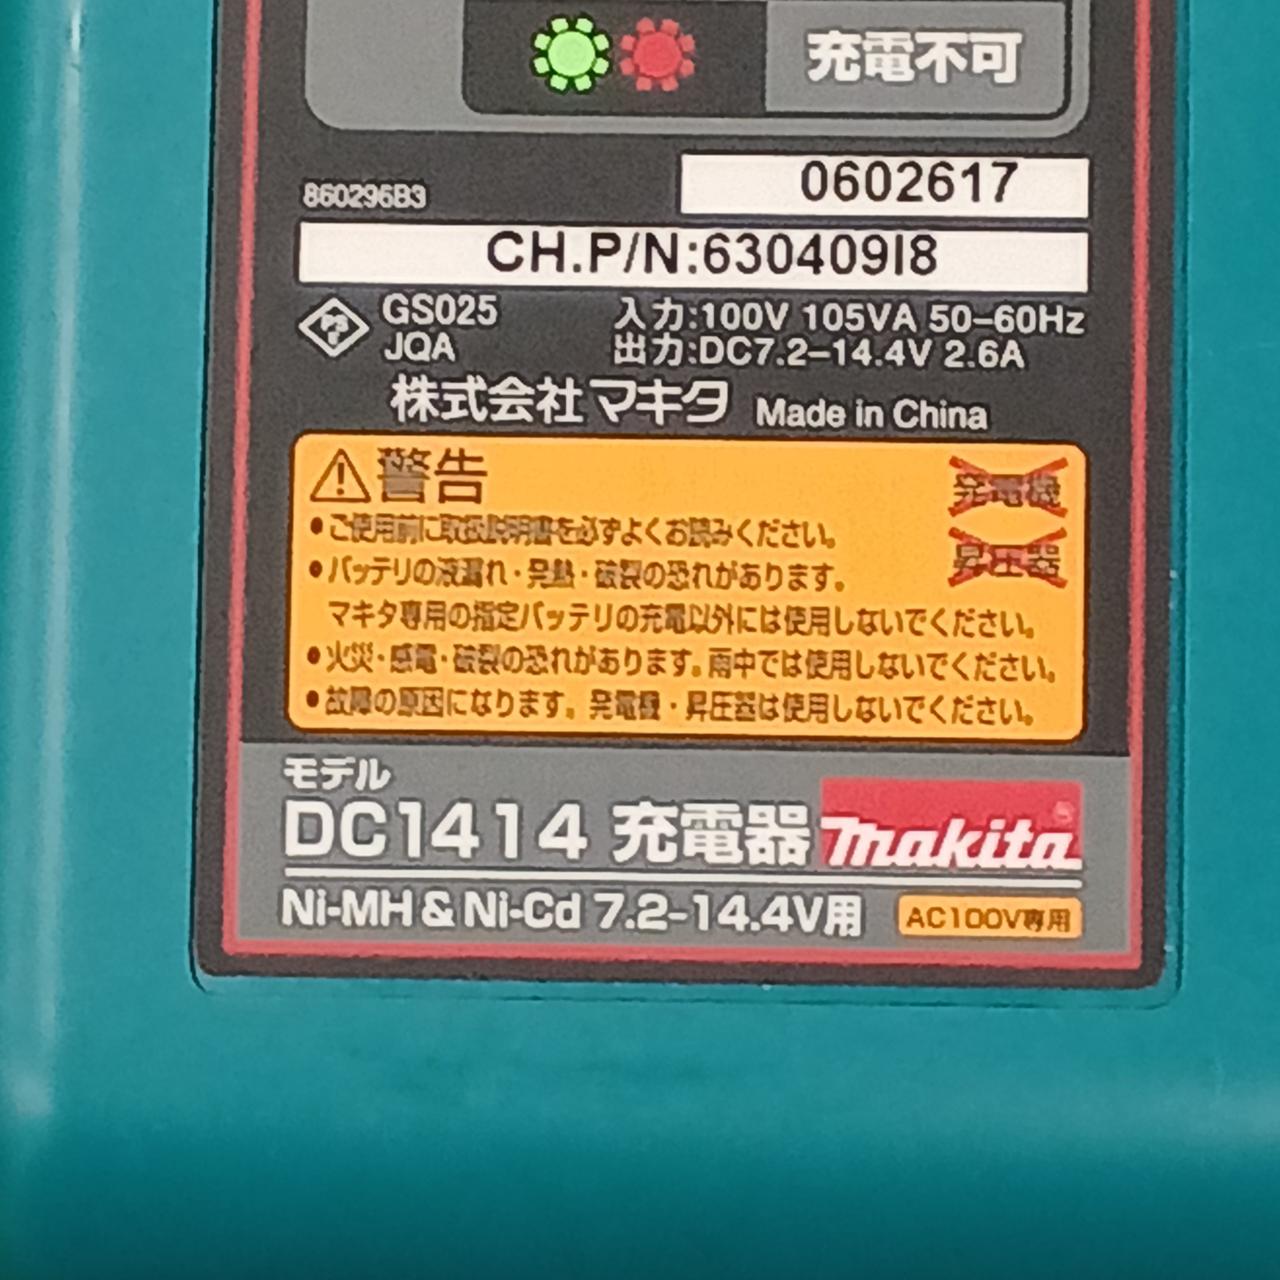 充電不可
860296B3
0602617
CH.P/N:630409I8
PS
E
GS025
JQA
入力:100V 105VA 50-60Hz
出力:DC7.2-14.4V 2.6A
株式会社マキタ Made in China
警告
発電機
昇圧器
•ご使用前に取扱説明書を必ずよくお読みください。
•バッテリの液漏れ・発熱・破裂の恐れがあります。
マキタ専用の指定バッテリの充電以外には使用しないでください。
•火災・感電・破裂の恐れがあります。雨中では使用しないでください。
•故障の原因になります。発電機・昇圧器は使用しないでください。
モデル
DC1414 充電器 makita®
Ni-MH & Ni-Cd 7.2-14.4V用
AC100V専用